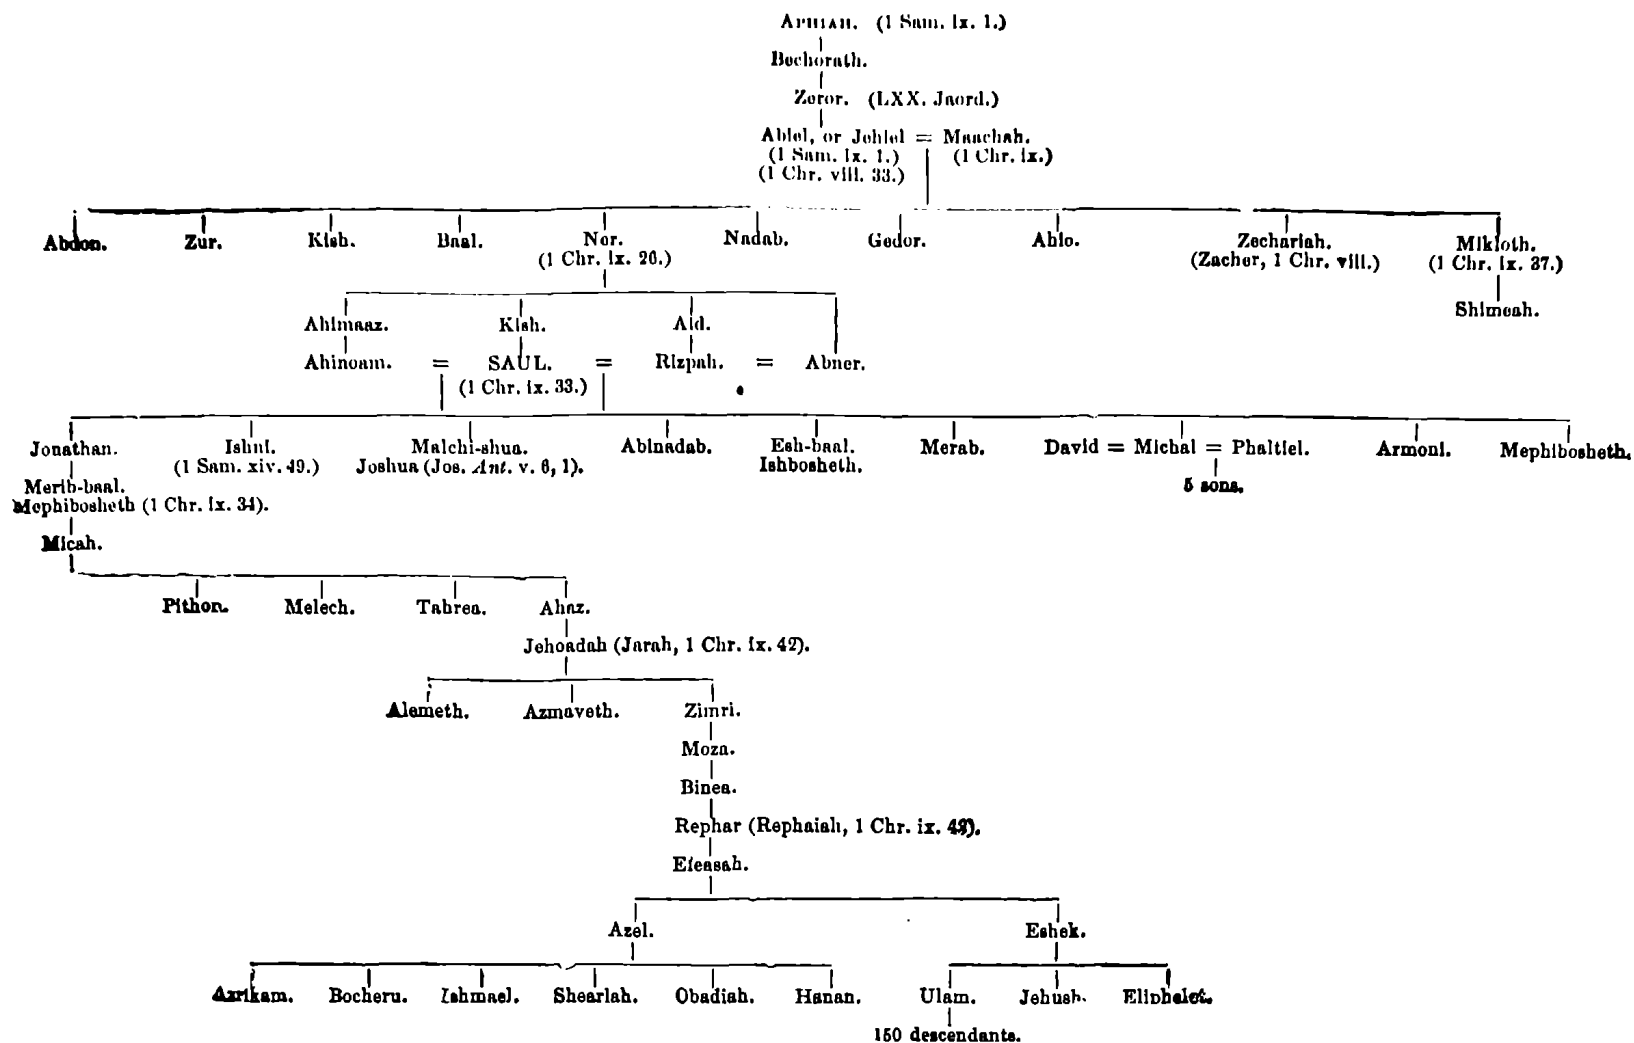 APHIAH. (1 Sam. ix. 1.)
Bechorath.
Zeror. (LXX. Jaord.)
Abiel, or Jehiel = Maachah.
(1 Sam. ix. 1.) (1 Chr. ix.)
(1 Chr. viii. 33.)
Abdon. Zur. Kish. Baal. Ner. Nadab. Gedor. Ahio. Zechariah. Mikloth.
(1 Chr. ix. 26.) (Zacher, 1 Chr. viii.) (1 Chr. ix. 37.)
Shimeah.
Ahimaaz. Kish. Aid.
Ahinoam. = SAUL. = Rizpah. = Abner.
(1 Chr. ix. 33.)
Jonathan. Ishui. Malchi-shua. Abinadab. Esh-baal. Merab. David = Michal = Phaltiel. Armoni. Mephibosheth.
(1 Sam. xiv. 49.) Joshua (Jos. Ant. v. 6, 1). Ishbosheth.
5 sons.
Merib-baal.
Mephibosheth (1 Chr. ix. 34).
Micah.
Pithon. Melech. Tahrea. Ahaz.
Jehoadah (Jarah, 1 Chr. ix. 42).
Alemeth. Azmaveth. Zimri.
Moza.
Binea.
Rephar (Rephaiah, 1 Chr. ix. 43).
Eleasah.
Azel. Eshek.
Azrikam. Bocheru. Ishmael. Sheariah. Obadiah. Hanan. Ulam. Jehush. Eliphelet.
150 descendants.